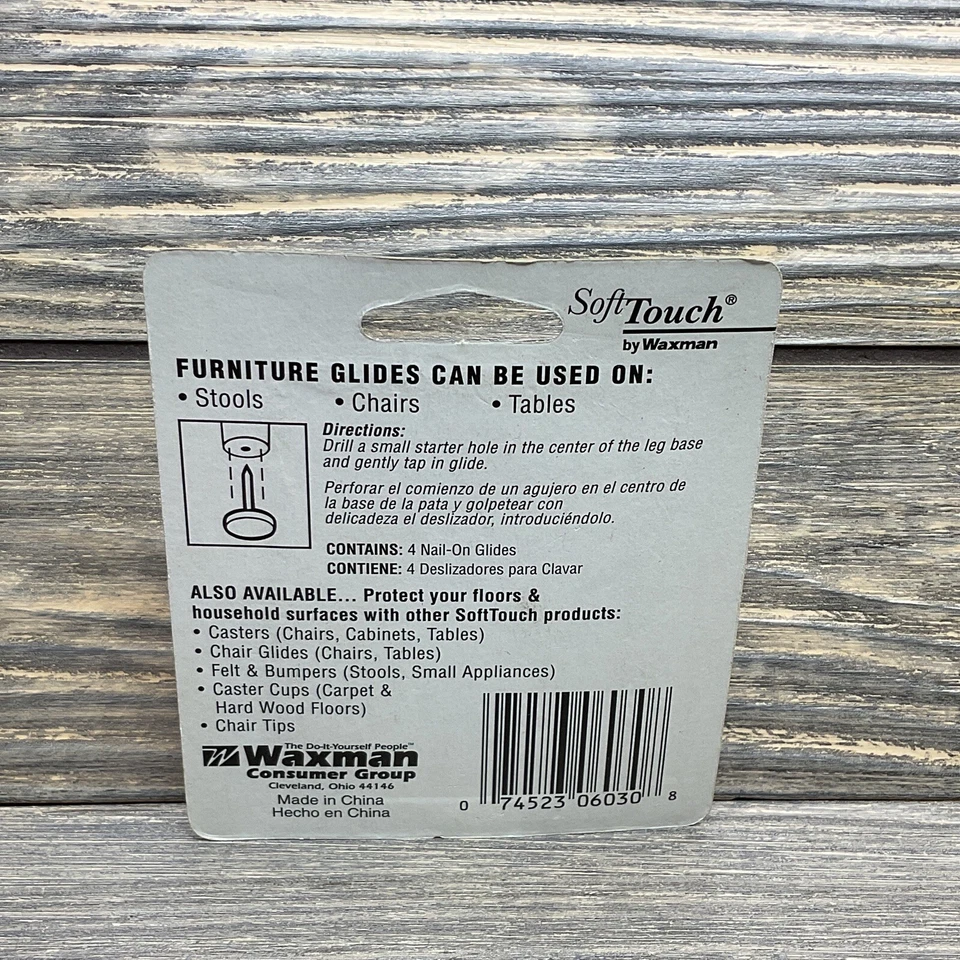 SoftTouch®
by Waxman
FURNITURE GLIDES CAN BE USED ON:
• Stools • Chairs • Tables
Directions:
Drill a small starter hole in the center of the leg base
and gently tap in glide.
Perforar el comienzo de un agujero en el centro de
la base de la pata y golpetear con
delicadeza el deslizador, introduciéndolo.
CONTAINS: 4 Nail-On Glides
CONTIENE: 4 Deslizadores para Clavar
ALSO AVAILABLE... Protect your floors &
household surfaces with other SoftTouch products:
• Casters (Chairs, Cabinets, Tables)
• Chair Glides (Chairs, Tables)
• Felt & Bumpers (Stools, Small Appliances)
• Caster Cups (Carpet &
Hard Wood Floors)
• Chair Tips
The Do-It-Yourself People™
Waxman
Consumer Group
Cleveland, Ohio 44146
Made in China
Hecho en China
0 74523 06030 8